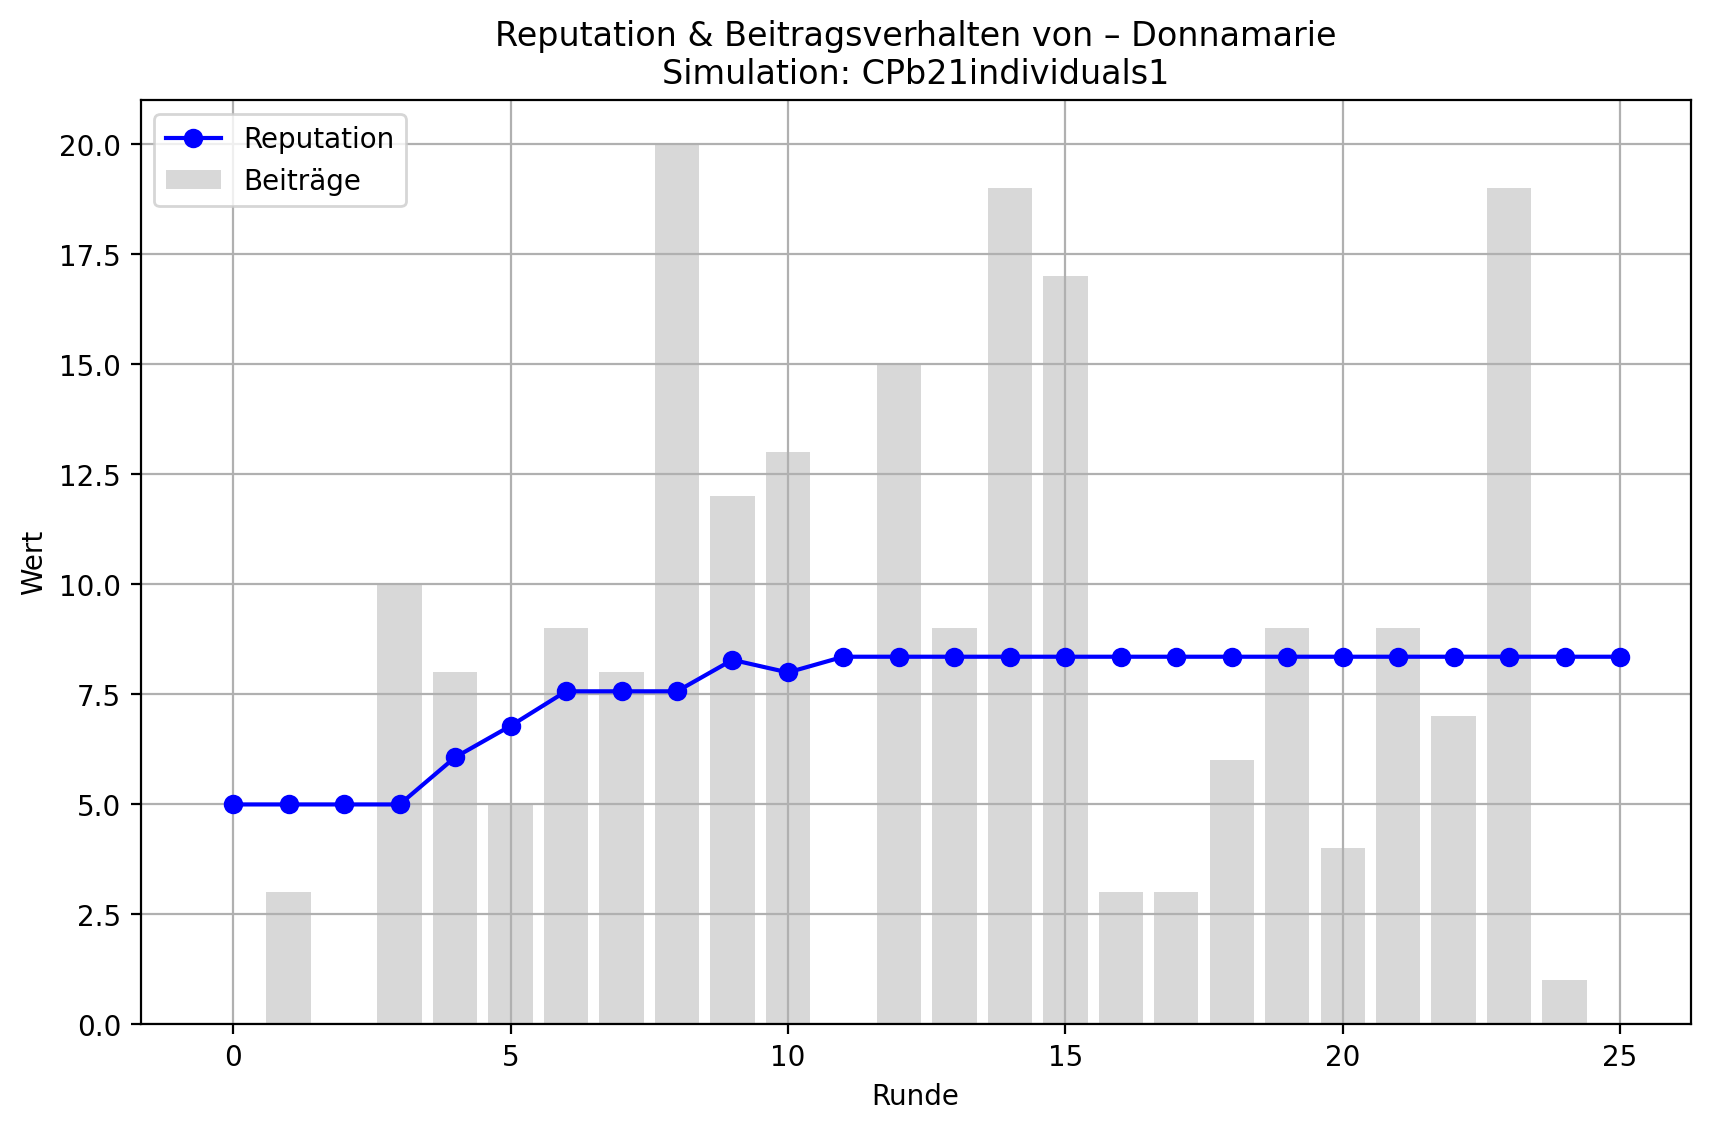 Reputation & Beitragsverhalten von – Donnamarie
Simulation: CPb21individuals1
Reputation
Beiträge
20.0
17.5
15.0
12.5
10.0
7.5
5.0
2.5
0.0
Wert
0 5 10 15 20 25
Runde